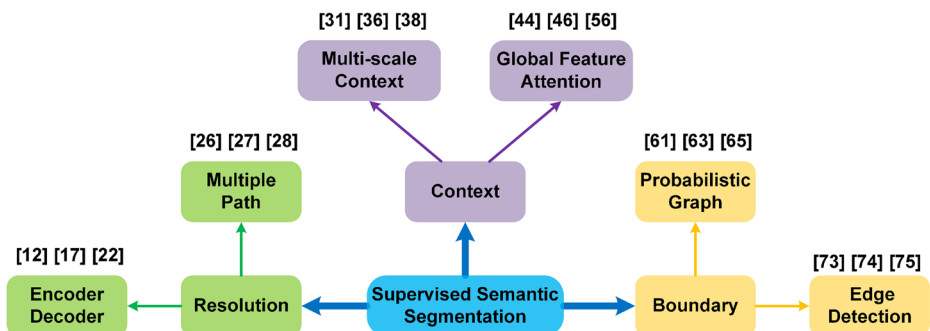 [31] [36] [38]
[44] [46] [56]
Multi-scale
Context
Global Feature
Attention
[26] [27] [28]
[61] [63] [65]
Multiple
Path
Context
Probabilistic
Graph
[12] [17] [22]
[73] [74] [75]
Encoder
Decoder
Resolution
Supervised Semantic
Segmentation
Boundary
Edge
Detection